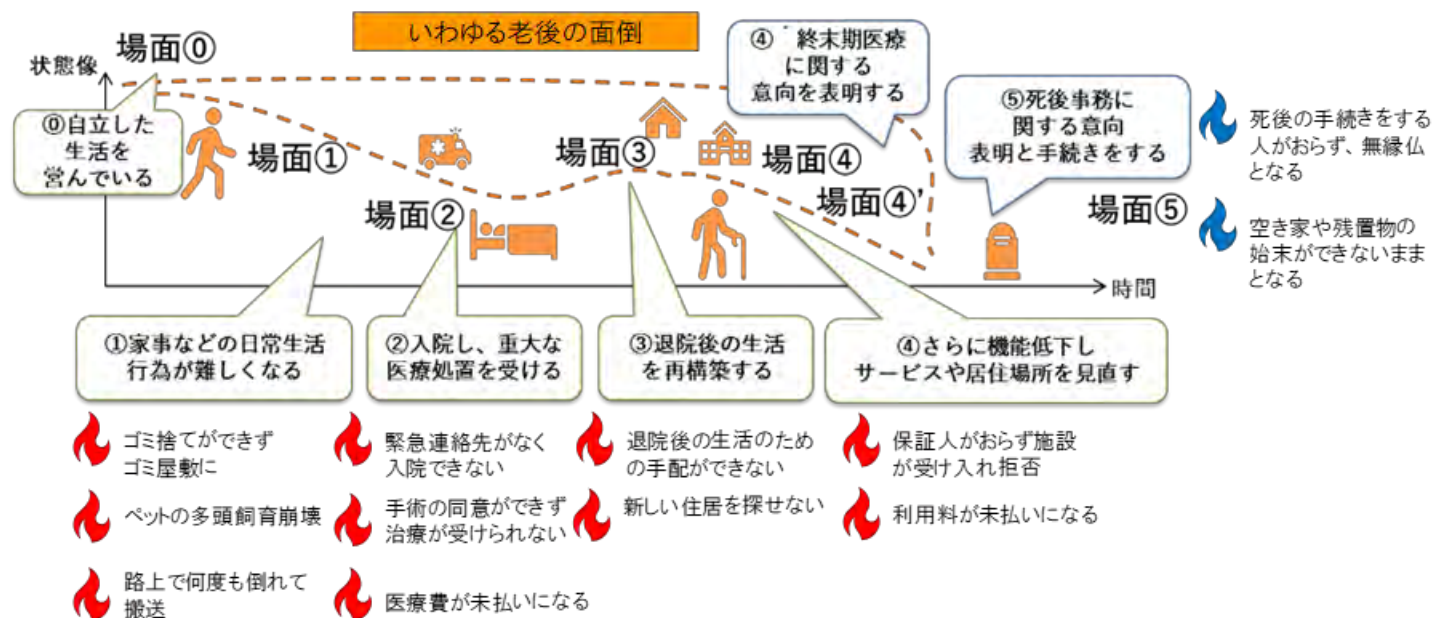 いわゆる老後の面倒
状態像
場面⓪
⓪自立した
生活を
営んでいる
場面①
場面②
場面③
場面④
場面④’
場面⑤
④ ’ 終末期医療
に関する
意向を表明する
⑤死後事務に
関する意向
表明と手続きをする
時間
死後の手続きをする
人がおらず、無縁仏
となる
空き家や残置物の
始末ができないまま
となる
①家事などの日常生活
行為が難しくなる
②入院し、重大な
医療処置を受ける
③退院後の生活
を再構築する
④さらに機能低下し
サービスや居住場所を見直す
ゴミ捨てができず
ゴミ屋敷に
ペットの多頭飼育崩壊
路上で何度も倒れて
搬送
緊急連絡先がなく
入院できない
手術の同意ができず
治療が受けられない
医療費が未払いになる
退院後の生活のため
の手配ができない
新しい住居を探せない
保証人がおらず施設
が受け入れ拒否
利用料が未払いになる